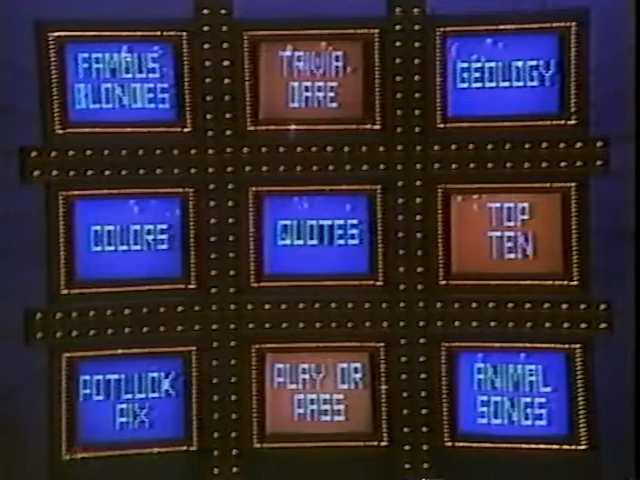 FAMOUS
BLONDES
TRIVIA
DARE
GEOLOGY
COLORS
QUOTES
TOP
TEN
POTLUCK
PIX
PLAY OR
PASS
ANIMAL
SONGS